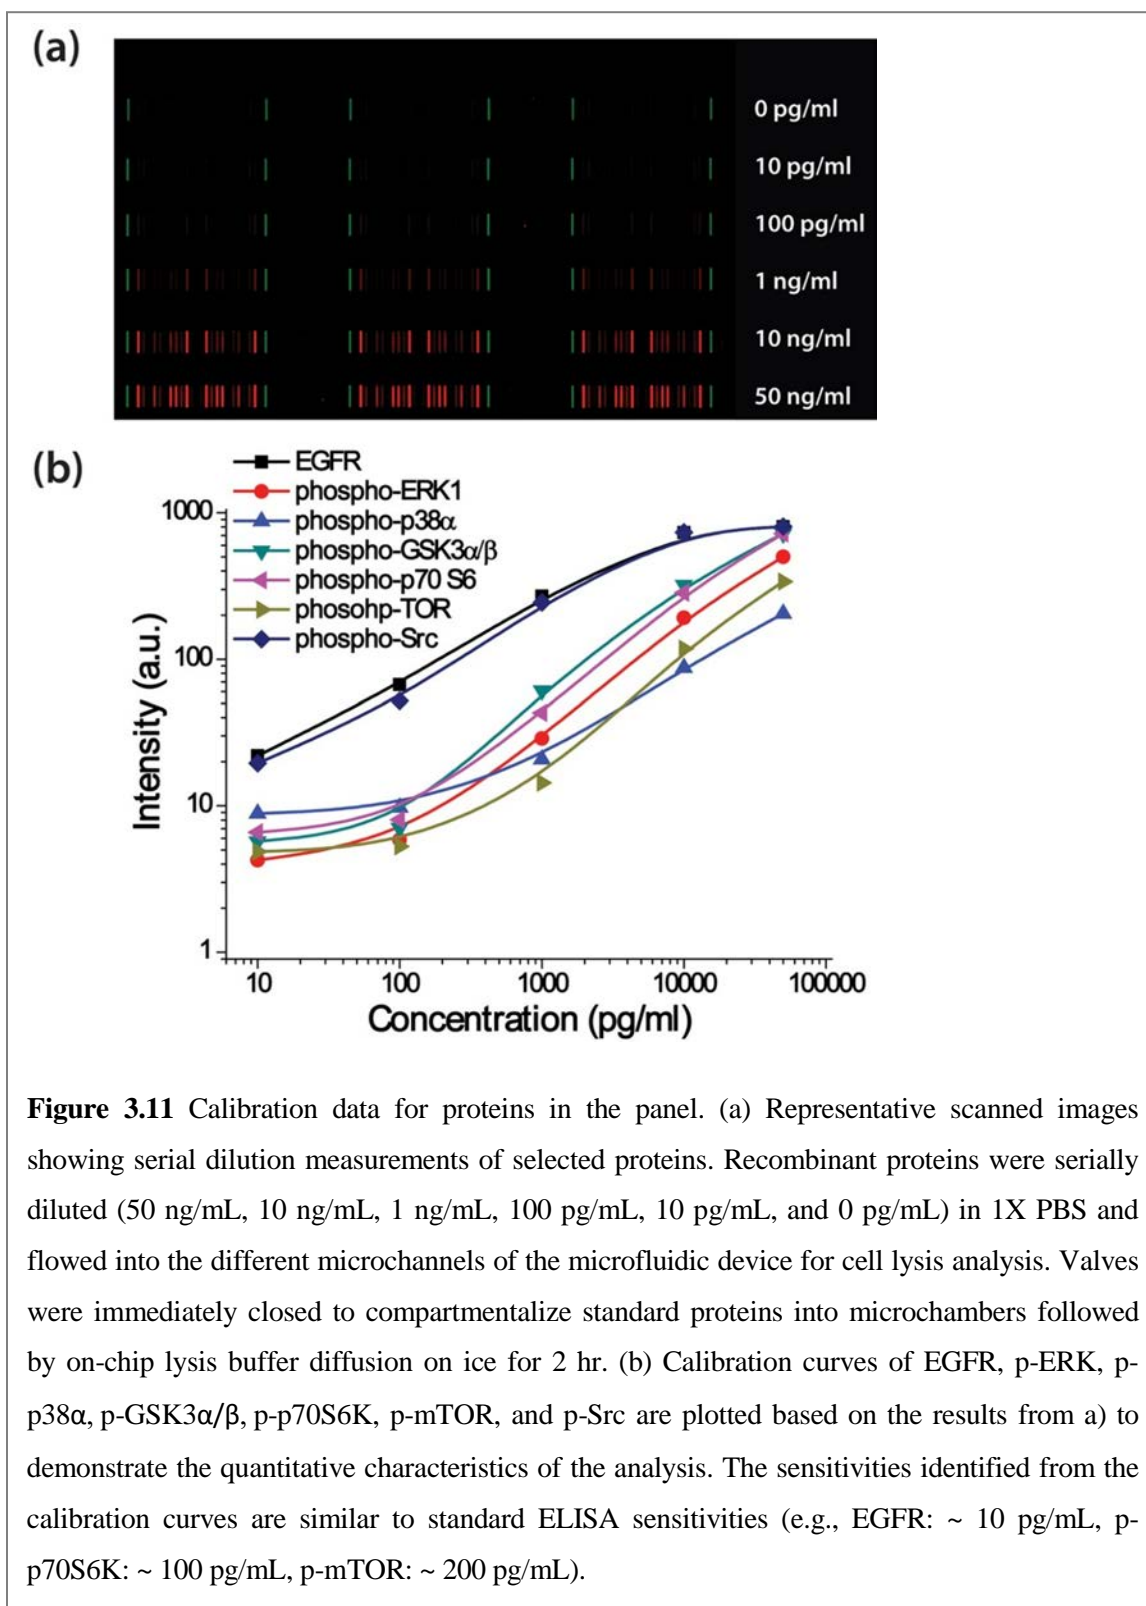 (a)
0 pg/ml
10 pg/ml
100 pg/ml
1 ng/ml
10 ng/ml
50 ng/ml
(b)
EGFR
phospho-ERK1
phospho-p38α
phospho-GSK3α/β
phospho-p70 S6
phosohp-TOR
phospho-Src
Intensity (a.u.)
1000
100
10
1
10 100 1000 10000 100000
Concentration (pg/ml)
Figure 3.11 Calibration data for proteins in the panel. (a) Representative scanned images
showing serial dilution measurements of selected proteins. Recombinant proteins were serially
diluted (50 ng/mL, 10 ng/mL, 1 ng/mL, 100 pg/mL, 10 pg/mL, and 0 pg/mL) in 1X PBS and
flowed into the different microchannels of the microfluidic device for cell lysis analysis. Valves
were immediately closed to compartmentalize standard proteins into microchambers followed
by on-chip lysis buffer diffusion on ice for 2 hr. (b) Calibration curves of EGFR, p-ERK, p-
p38α, p-GSK3α/β, p-p70S6K, p-mTOR, and p-Src are plotted based on the results from a) to
demonstrate the quantitative characteristics of the analysis. The sensitivities identified from the
calibration curves are similar to standard ELISA sensitivities (e.g., EGFR: ~ 10 pg/mL, p-
p70S6K: ~ 100 pg/mL, p-mTOR: ~ 200 pg/mL).